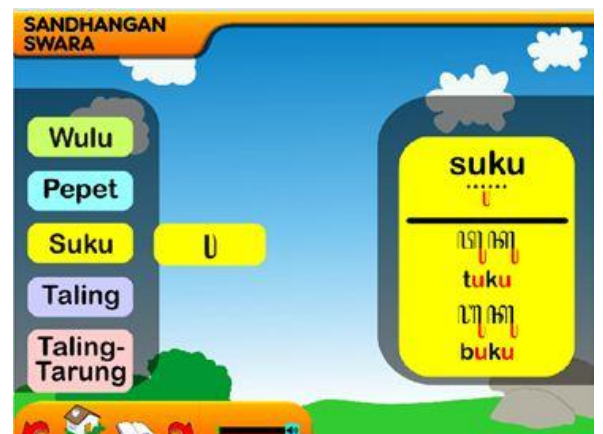 SANDHANGAN
SWARA
Wulu
Pepet
Suku
ꦸ
Taling
Taling-
Tarung
suku
......
ꦸ
ꦠꦸꦏꦸ
tuku
ꦧꦸꦏꦸ
buku